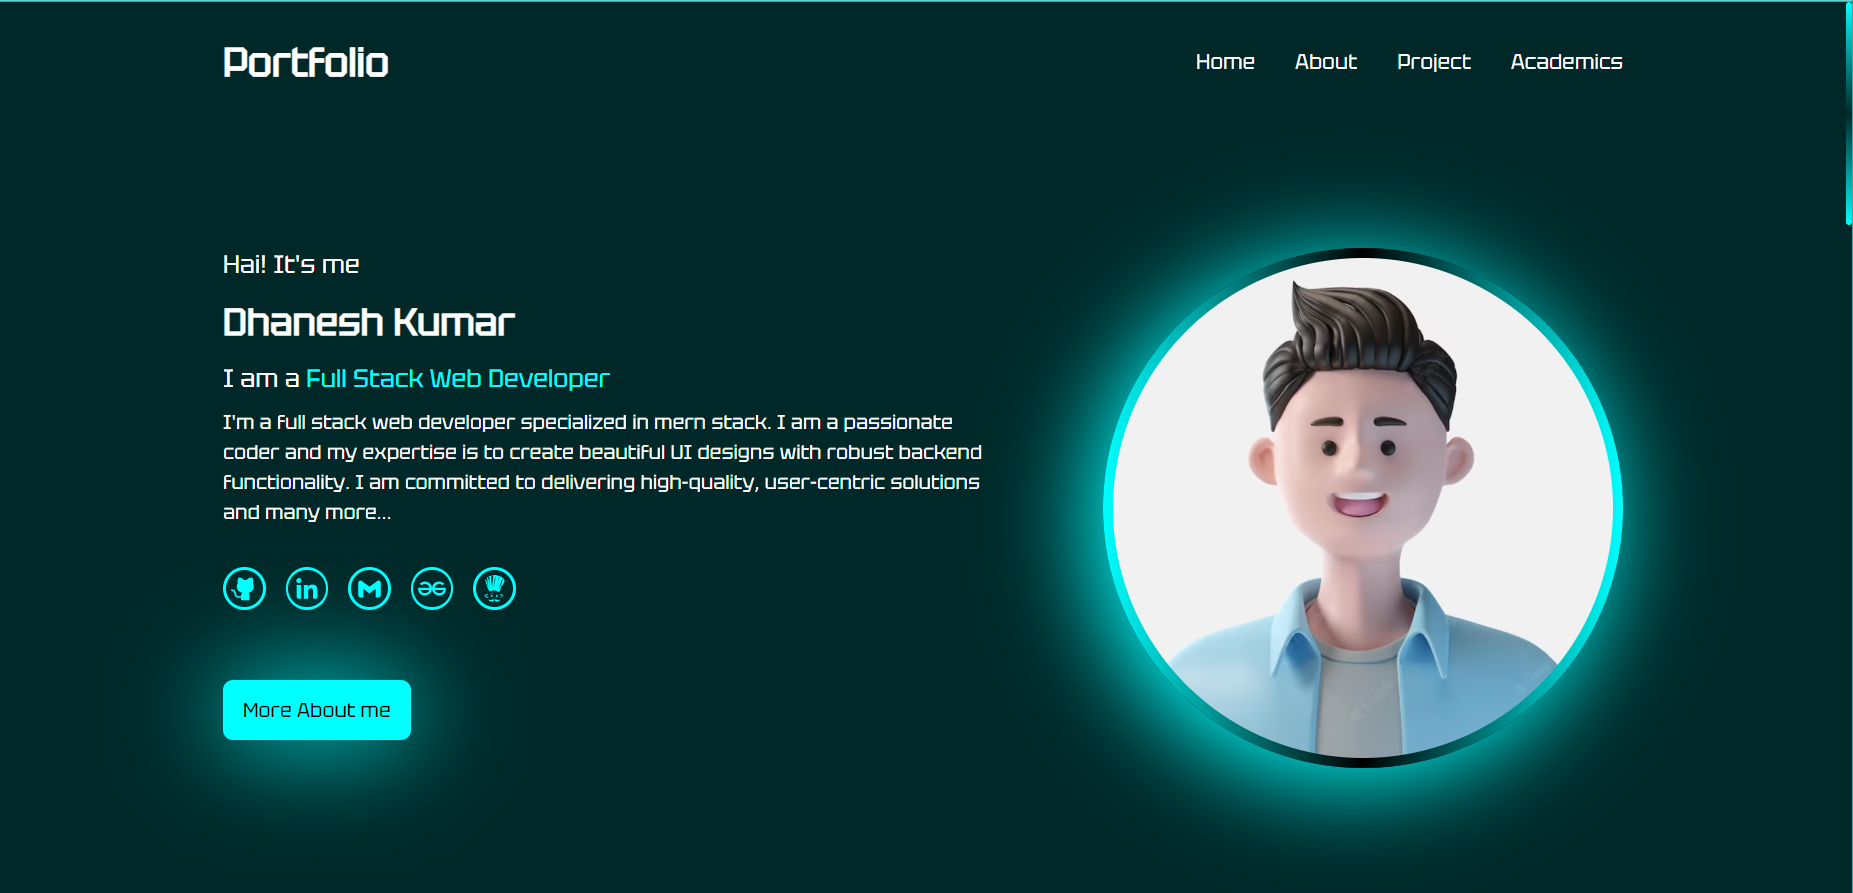 Portfolio
Home About Project Academics
Hai! It's me
Dhanesh Kumar
I am a Full Stack Web Developer
I'm a full stack web developer specialized in mern stack. I am a passionate
coder and my expertise is to create beautiful UI designs with robust backend
functionality. I am committed to delivering high-quality, user-centric solutions
and many more...
in
More About me